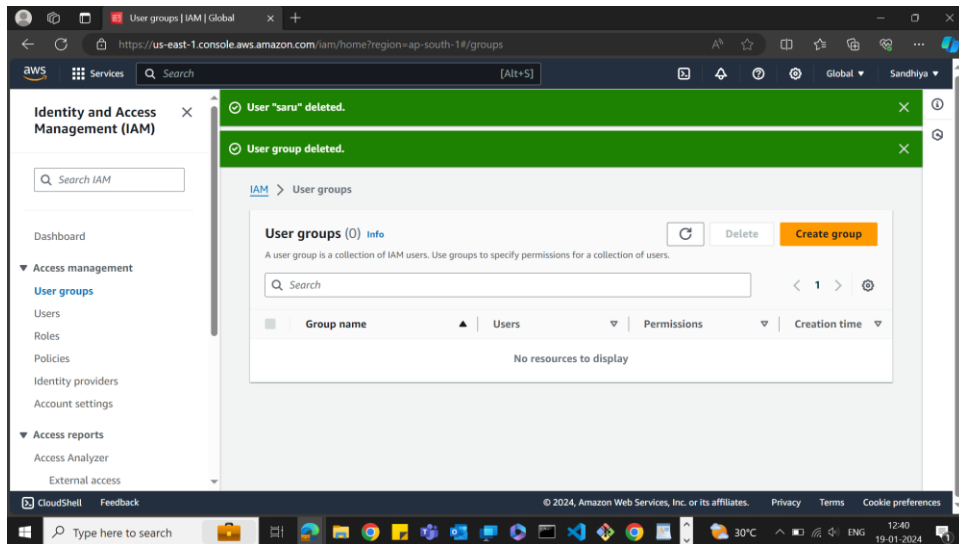 User groups | IAM | Global
https://us-east-1.console.aws.amazon.com/iam/home?region=ap-south-1#/groups
aws
Services
Search
[Alt+S]
Global
Sandhiya
Identity and Access Management (IAM)
Search IAM
Dashboard
Access management
User groups
Users
Roles
Policies
Identity providers
Account settings
Access reports
Access Analyzer
External access
User "saru" deleted.
User group deleted.
IAM > User groups
User groups (0) Info
Delete
Create group
A user group is a collection of IAM users. Use groups to specify permissions for a collection of users.
Search
1
Group name
Users
Permissions
Creation time
No resources to display
CloudShell
Feedback
© 2024, Amazon Web Services, Inc. or its affiliates.
Privacy
Terms
Cookie preferences
Type here to search
30°C
ENG
12:40
19-01-2024